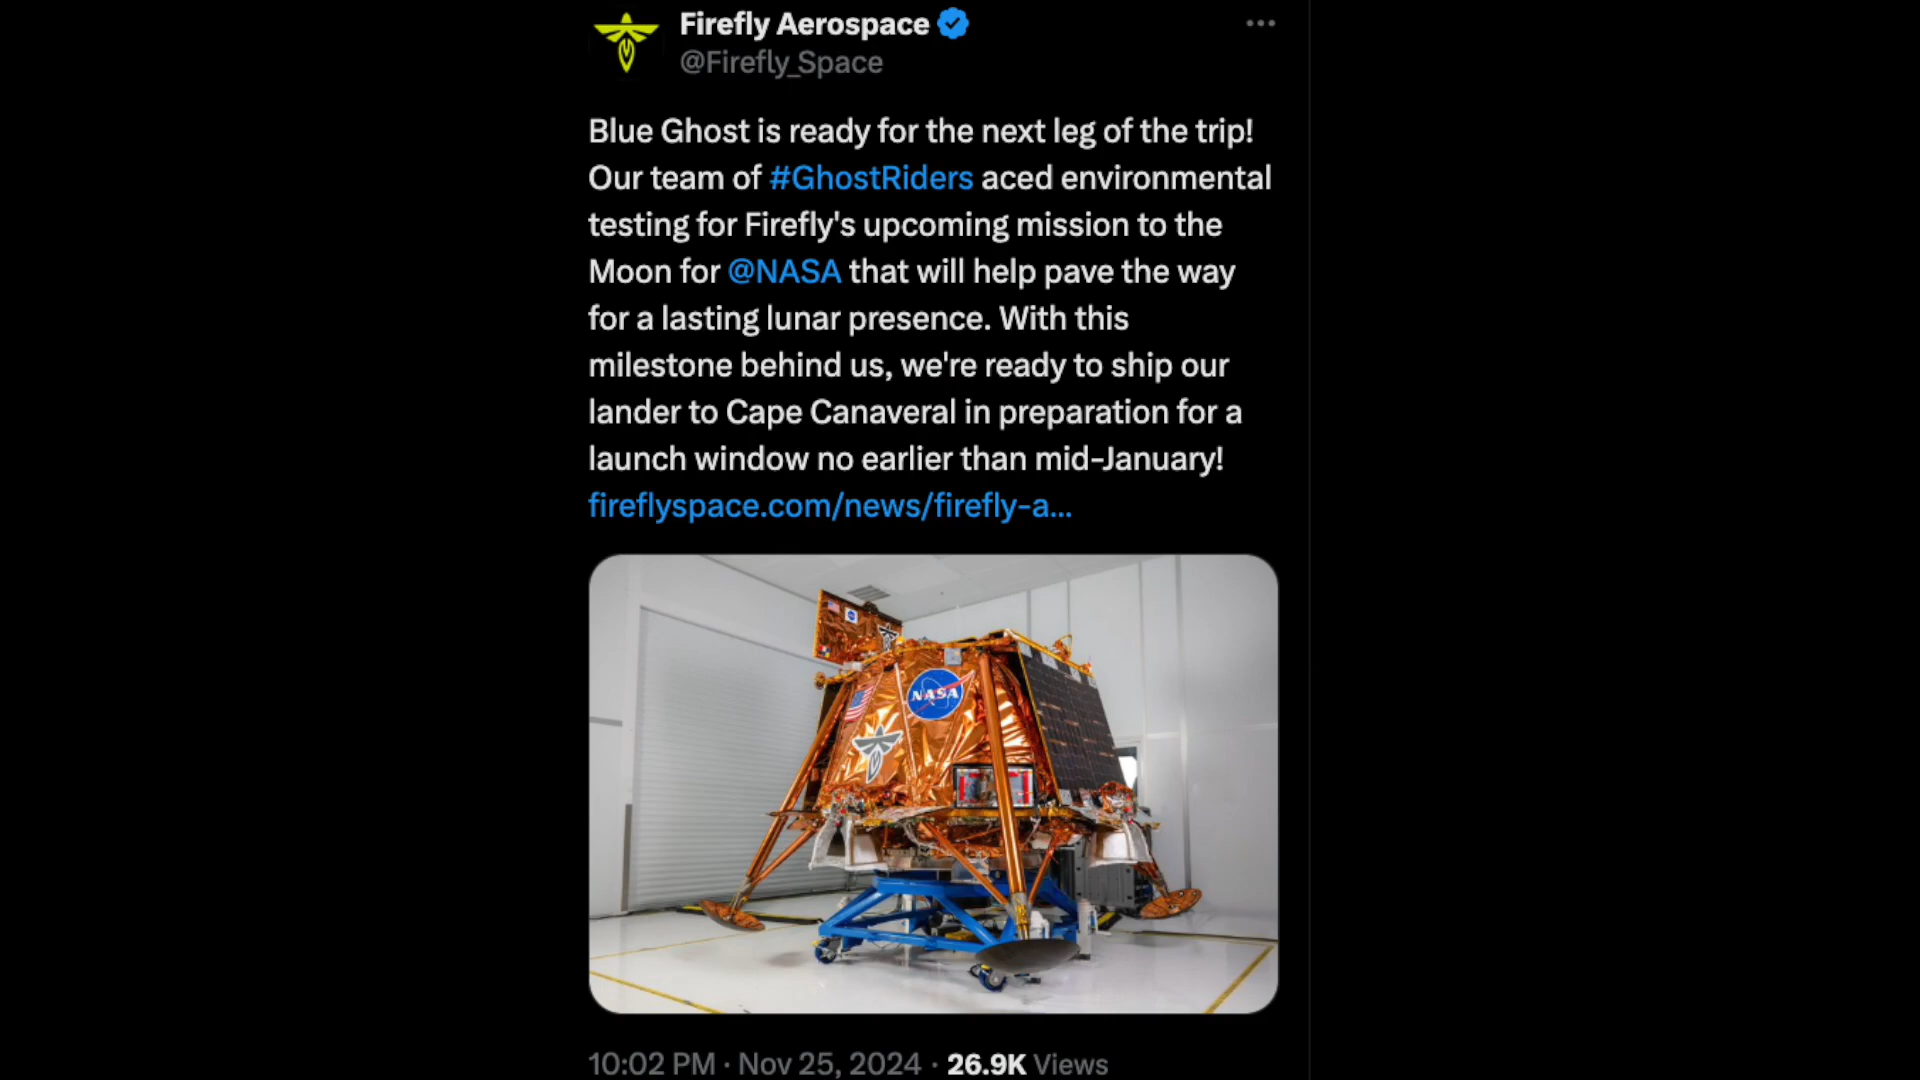 Firefly Aerospace
@Firefly_Space
Blue Ghost is ready for the next leg of the trip!
Our team of #GhostRiders aced environmental
testing for Firefly's upcoming mission to the
Moon for @NASA that will help pave the way
for a lasting lunar presence. With this
milestone behind us, we're ready to ship our
lander to Cape Canaveral in preparation for a
launch window no earlier than mid-January!
fireflyspace.com/news/firefly-a...
NASA
10:02 PM · Nov 25, 2024 · 26.9K Views